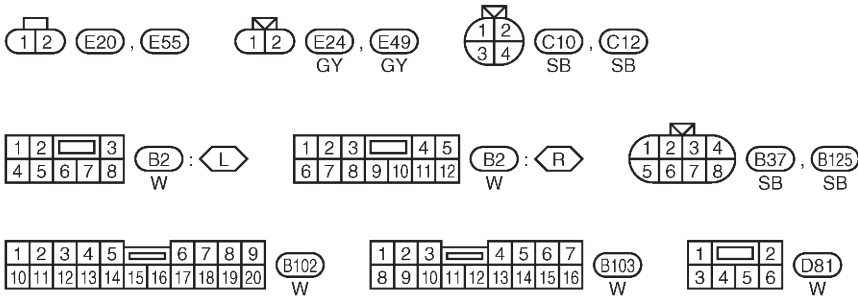 1 2 E20 , E55
1 2 E24 , E49
GY GY
1 2
3 4 C10 , C12
SB SB
1 2 3
4 5 6 7 8 B2 : L
W
1 2 3 4 5
6 7 8 9 10 11 12 B2 : R
W
1 2 3 4
5 6 7 8 B37 , B125
SB SB
1 2 3 4 5 6 7 8 9
10 11 12 13 14 15 16 17 18 19 20 B102
W
1 2 3 4 5 6 7
8 9 10 11 12 13 14 15 16 B103
W
1 2
3 4 5 6 D81
W